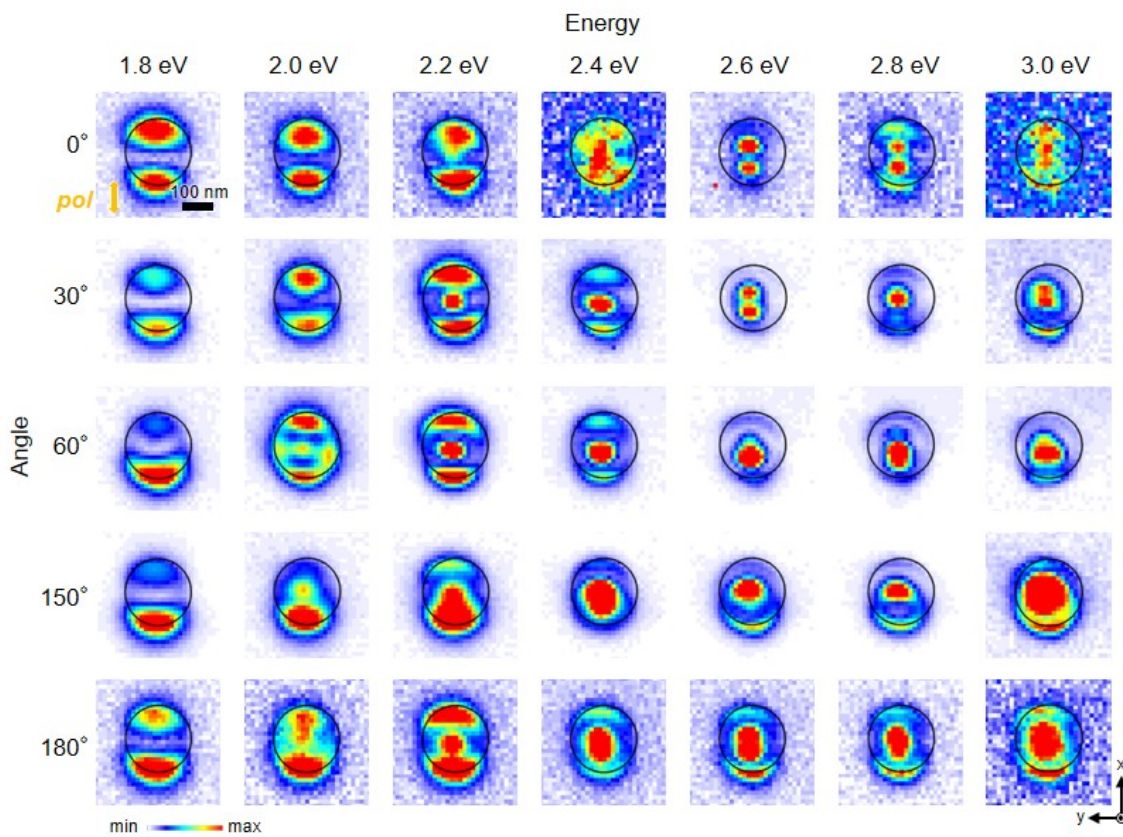 Energy
1.8 eV 2.0 eV 2.2 eV 2.4 eV 2.6 eV 2.8 eV 3.0 eV
0°
pol
100 nm
30°
Angle
60°
150°
180°
min max
x
y